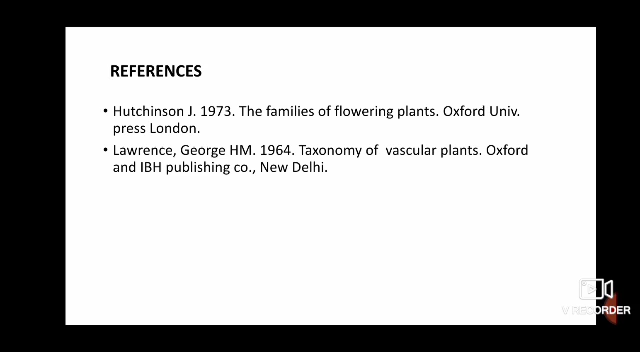 REFERENCES
• Hutchinson J. 1973. The families of flowering plants. Oxford Univ.
press London.
• Lawrence, George HM. 1964. Taxonomy of  vascular plants. Oxford
and IBH publishing co., New Delhi.
V RECORDER